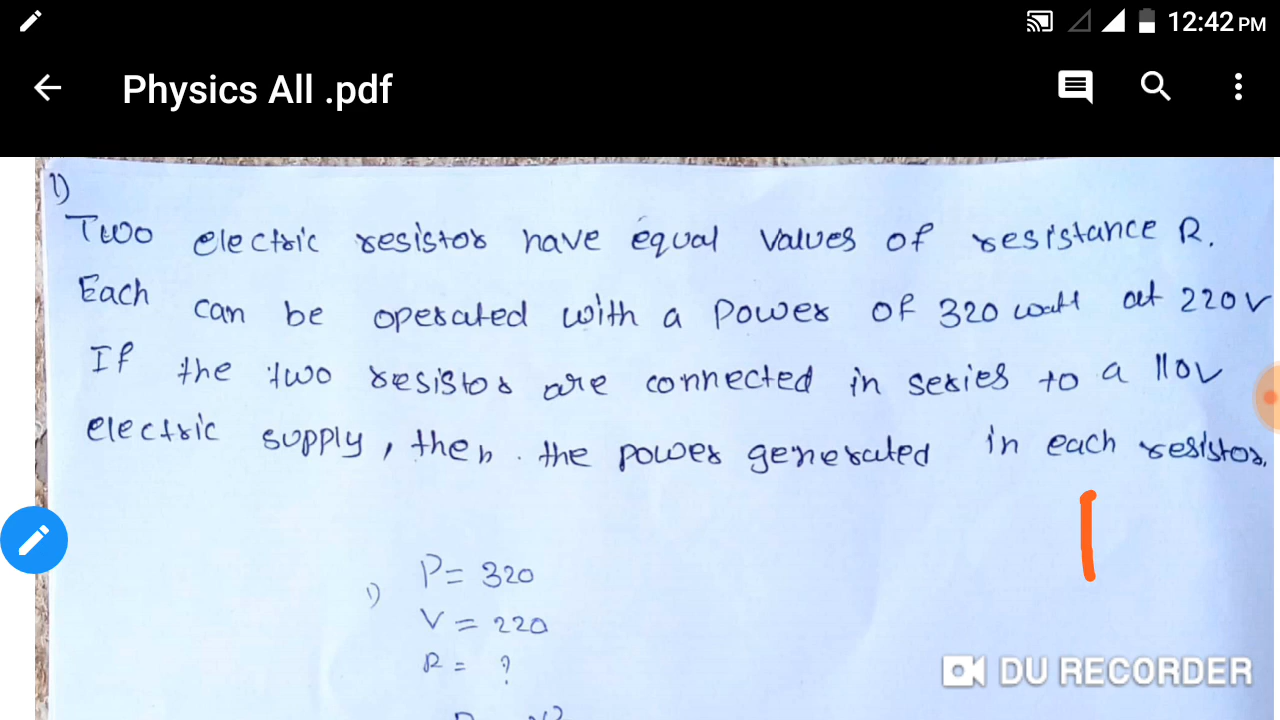 12:42 PM
Physics All .pdf
1)
Two electric resistor have equal values of resistance R.
Each can be operated with a power of 320 watt at 220V
If the two resistor are connected in series to a 110V
electric supply, then the power generated in each resistor.
1) P = 320
V = 220
R = ?
DU RECORDER